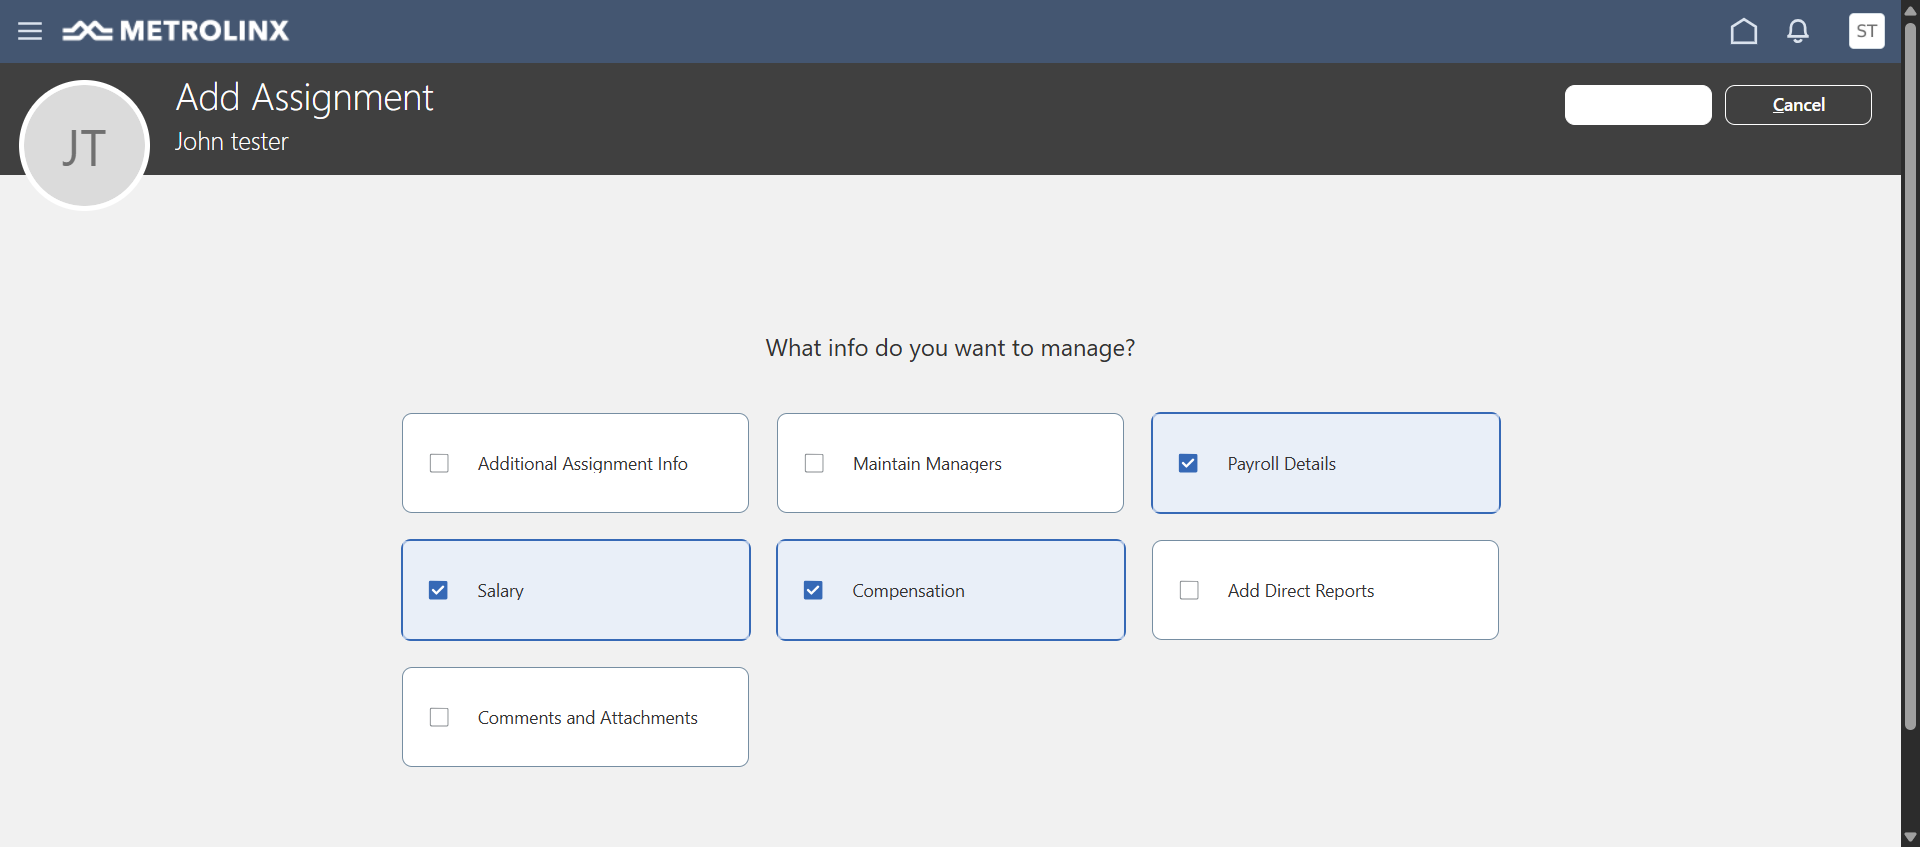 METROLINX
ST
JT
Add Assignment
John tester
Cancel
What info do you want to manage?
Additional Assignment Info
Maintain Managers
Payroll Details
Salary
Compensation
Add Direct Reports
Comments and Attachments